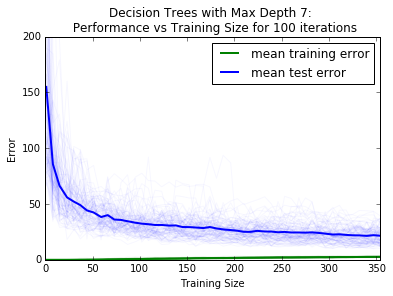 Decision Trees with Max Depth 7:
Performance vs Training Size for 100 iterations
200
150
100
50
0
Error
mean training error
mean test error
0 50 100 150 200 250 300 350
Training Size